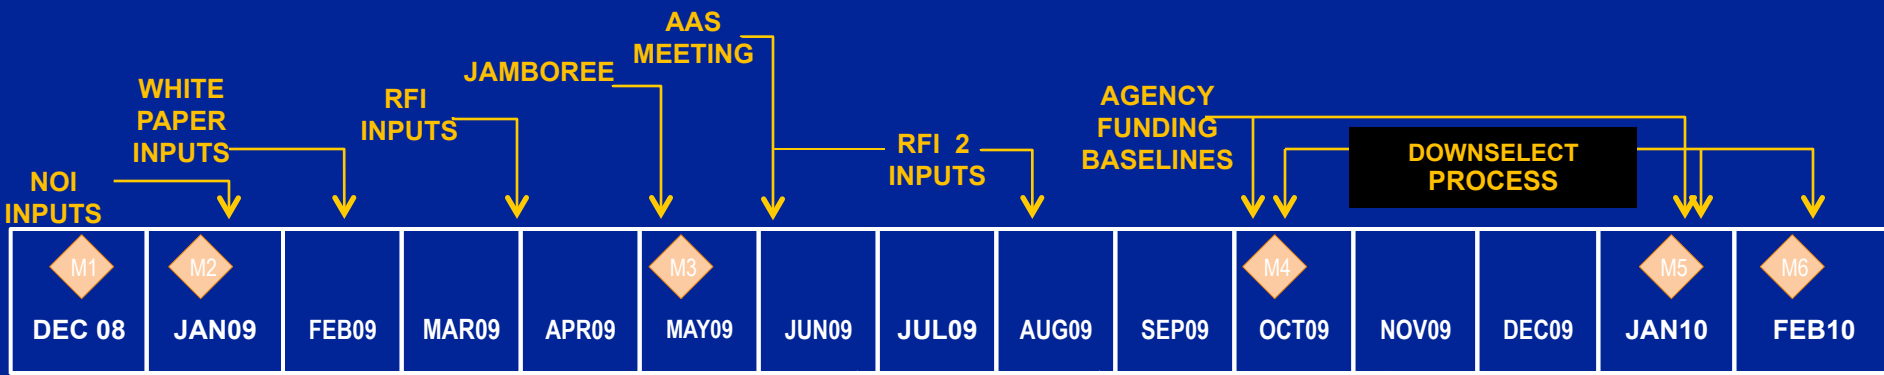 AAS
MEETING
JAMBOREE
WHITE
PAPER
INPUTS
RFI
INPUTS
AGENCY
FUNDING
BASELINES
RFI 2
INPUTS
DOWNSELECT
PROCESS
NOI
INPUTS
M1
M2
M3
M4
M5
M6
DEC 08
JAN09
FEB09
MAR09
APR09
MAY09
JUN09
JUL09
AUG09
SEP09
OCT09
NOV09
DEC09
JAN10
FEB10